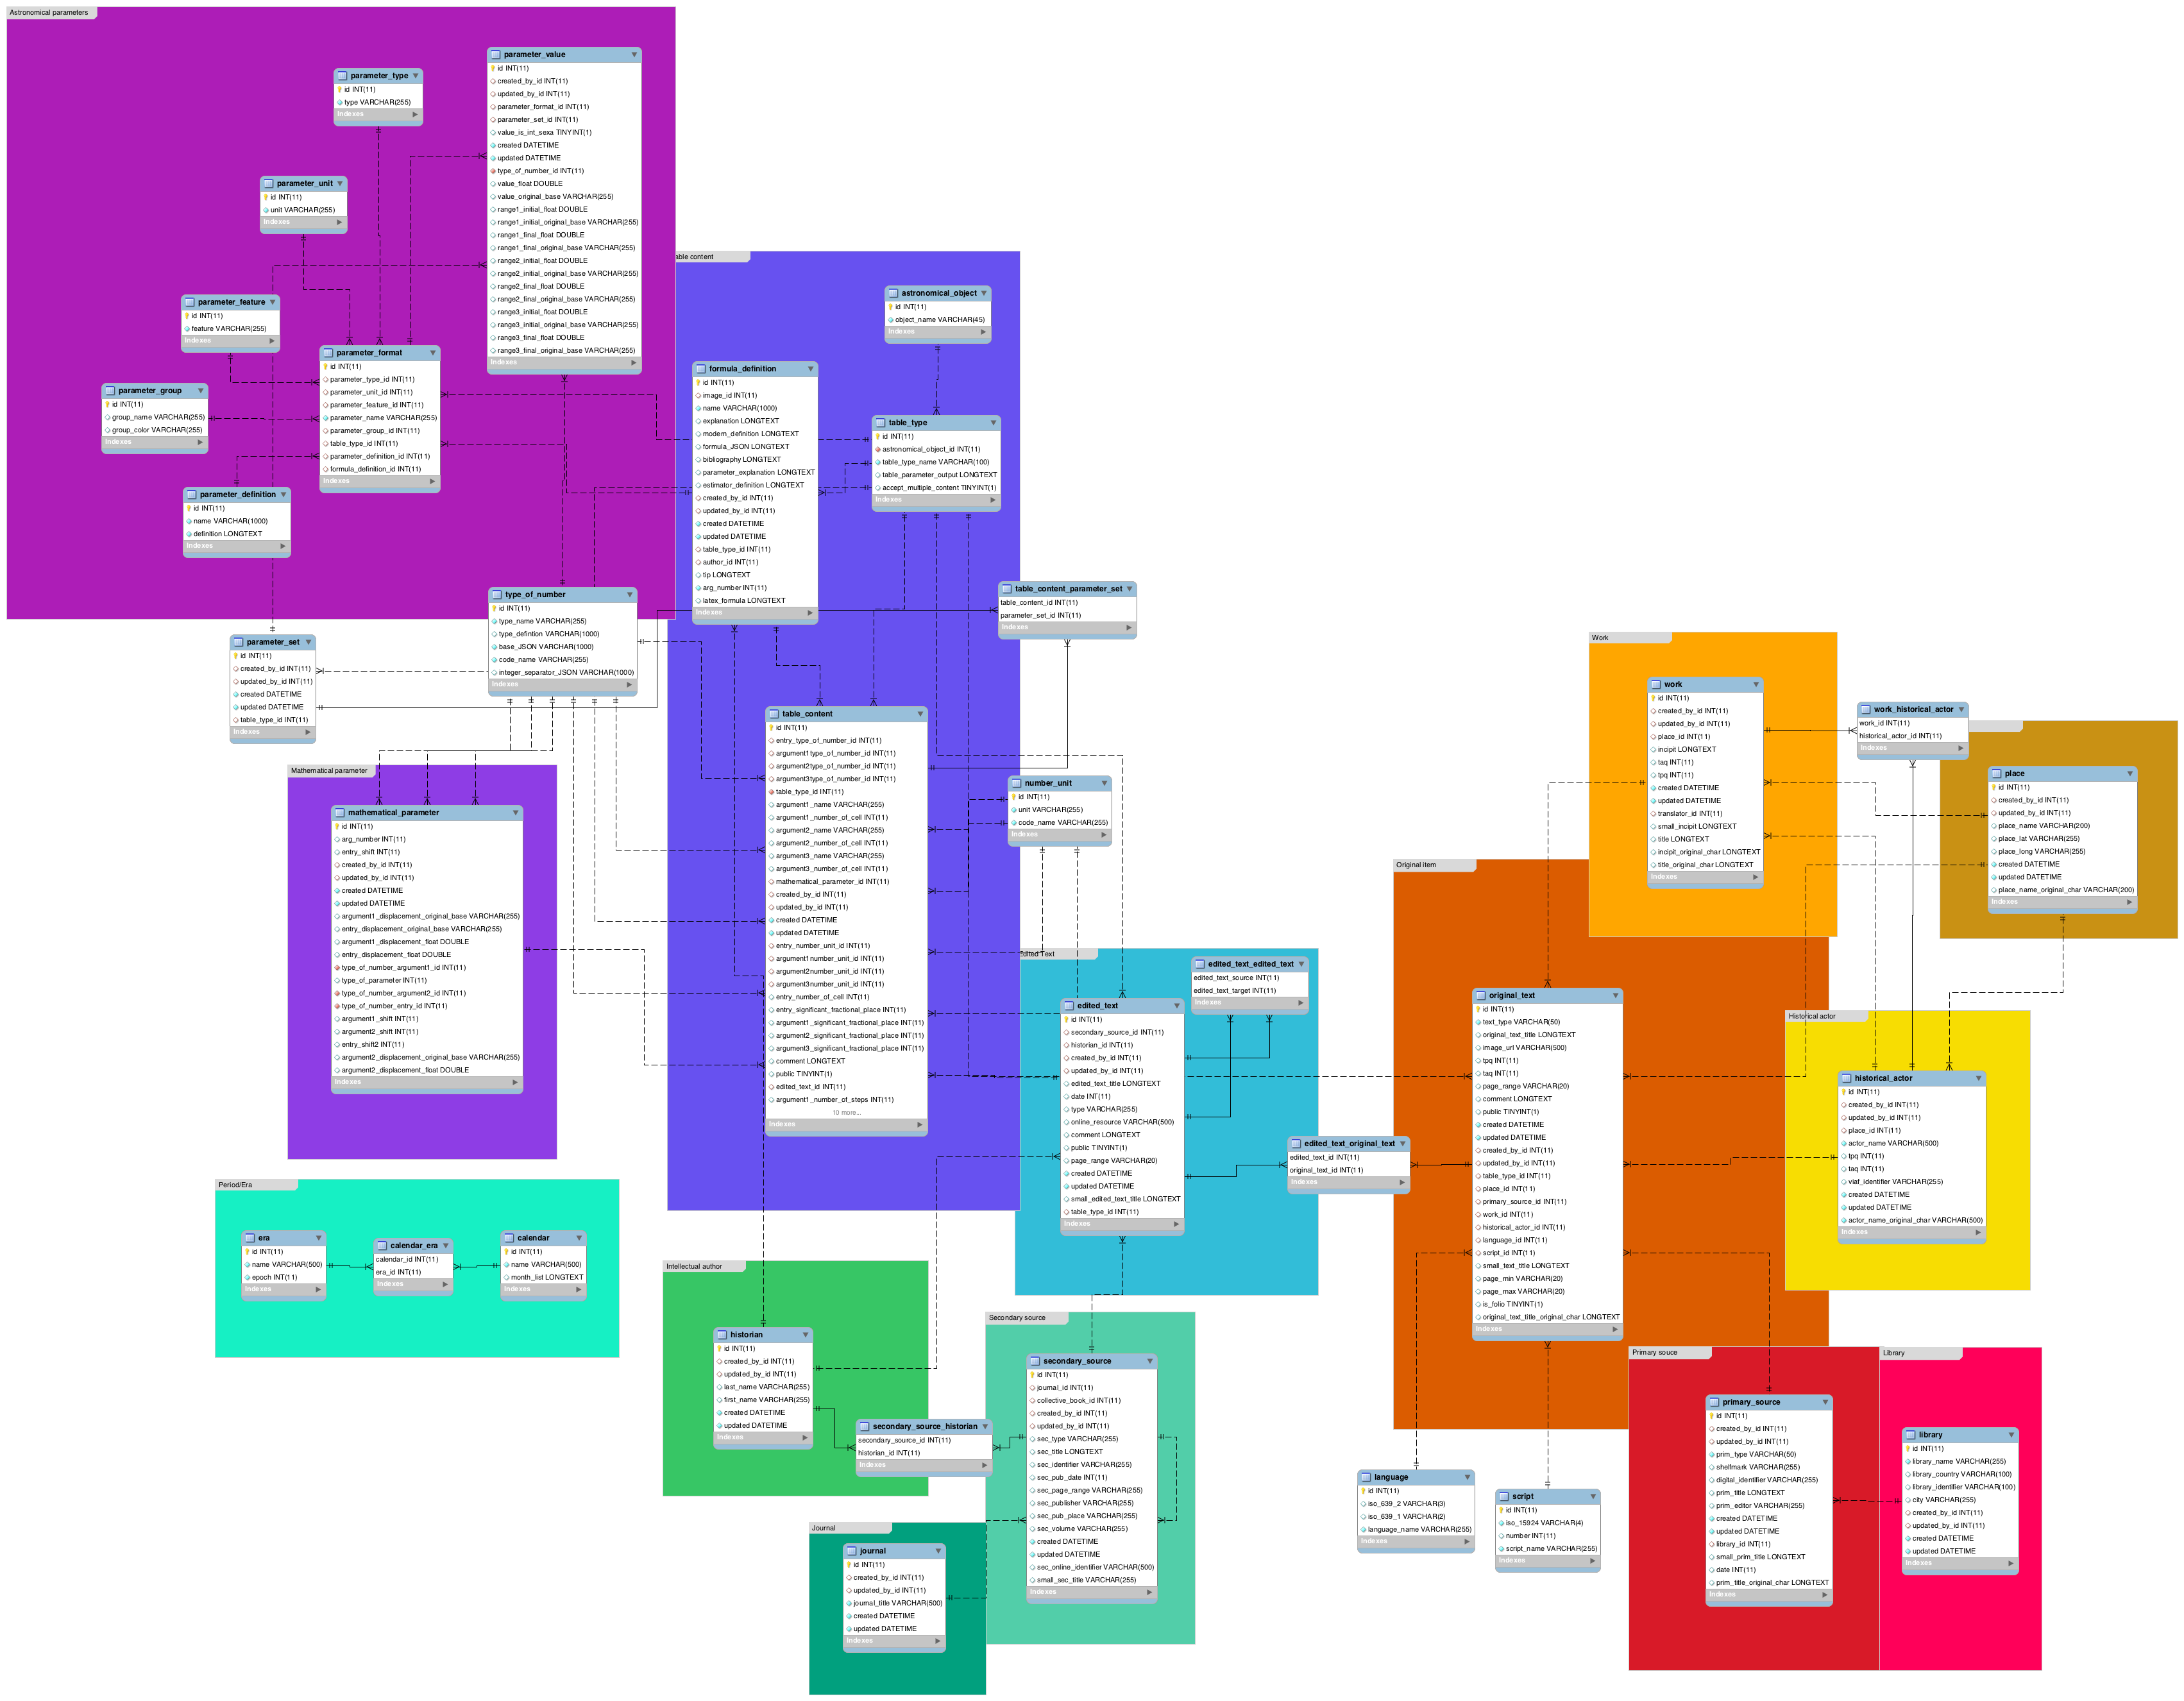 Astronomical parameters
parameter_value
id INT(11)
created_by_id INT(11)
updated_by_id INT(11)
parameter_format_id INT(11)
parameter_set_id INT(11)
value_is_int_sexa TINYINT(1)
created DATETIME
updated DATETIME
type_of_number_id INT(11)
value_float DOUBLE
value_original_base VARCHAR(255)
range1_initial_float DOUBLE
range1_initial_original_base VARCHAR(255)
range1_final_float DOUBLE
range1_final_original_base VARCHAR(255)
range2_initial_float DOUBLE
range2_initial_original_base VARCHAR(255)
range2_final_float DOUBLE
range2_final_original_base VARCHAR(255)
range3_initial_float DOUBLE
range3_initial_original_base VARCHAR(255)
range3_final_float DOUBLE
range3_final_original_base VARCHAR(255)
Indexes
parameter_type
id INT(11)
type VARCHAR(255)
Indexes
parameter_unit
id INT(11)
unit VARCHAR(255)
Indexes
parameter_feature
id INT(11)
feature VARCHAR(255)
Indexes
parameter_format
id INT(11)
parameter_type_id INT(11)
parameter_unit_id INT(11)
parameter_feature_id INT(11)
parameter_name VARCHAR(255)
parameter_group_id INT(11)
table_type_id INT(11)
parameter_definition_id INT(11)
formula_definition_id INT(11)
Indexes
parameter_group
id INT(11)
group_name VARCHAR(255)
group_color VARCHAR(255)
Indexes
parameter_definition
id INT(11)
name VARCHAR(1000)
definition LONGTEXT
Indexes
type_of_number
id INT(11)
type_name VARCHAR(255)
type_defintion VARCHAR(1000)
base_JSON VARCHAR(1000)
code_name VARCHAR(255)
integer_separator_JSON VARCHAR(1000)
Indexes
parameter_set
id INT(11)
created_by_id INT(11)
updated_by_id INT(11)
created DATETIME
updated DATETIME
table_type_id INT(11)
Indexes
able content
astronomical_object
id INT(11)
object_name VARCHAR(45)
Indexes
formula_definition
id INT(11)
image_id INT(11)
name VARCHAR(1000)
explanation LONGTEXT
modern_definition LONGTEXT
formula_JSON LONGTEXT
bibliography LONGTEXT
parameter_explanation LONGTEXT
estimator_definition LONGTEXT
created_by_id INT(11)
updated_by_id INT(11)
created DATETIME
updated DATETIME
table_type_id INT(11)
author_id INT(11)
tip LONGTEXT
arg_number INT(11)
latex_formula LONGTEXT
Indexes
table_type
id INT(11)
astronomical_object_id INT(11)
table_type_name VARCHAR(100)
table_parameter_output LONGTEXT
accept_multiple_content TINYINT(1)
Indexes
table_content_parameter_set
table_content_id INT(11)
parameter_set_id INT(11)
Indexes
table_content
id INT(11)
entry_type_of_number_id INT(11)
argument1type_of_number_id INT(11)
argument2type_of_number_id INT(11)
argument3type_of_number_id INT(11)
table_type_id INT(11)
argument1_name VARCHAR(255)
argument1_number_of_cell INT(11)
argument2_name VARCHAR(255)
argument2_number_of_cell INT(11)
argument3_name VARCHAR(255)
argument3_number_of_cell INT(11)
mathematical_parameter_id INT(11)
created_by_id INT(11)
updated_by_id INT(11)
created DATETIME
updated DATETIME
entry_number_unit_id INT(11)
argument1number_unit_id INT(11)
argument2number_unit_id INT(11)
argument3number_unit_id INT(11)
entry_number_of_cell INT(11)
entry_significant_fractional_place INT(11)
argument1_significant_fractional_place INT(11)
argument2_significant_fractional_place INT(11)
argument3_significant_fractional_place INT(11)
comment LONGTEXT
public TINYINT(1)
edited_text_id INT(11)
argument1_number_of_steps INT(11)
10 more...
Indexes
number_unit
id INT(11)
unit VARCHAR(255)
code_name VARCHAR(255)
Indexes
Mathematical parameter
mathematical_parameter
id INT(11)
arg_number INT(11)
entry_shift INT(11)
created_by_id INT(11)
updated_by_id INT(11)
created DATETIME
updated DATETIME
argument1_displacement_original_base VARCHAR(255)
entry_displacement_original_base VARCHAR(255)
argument1_displacement_float DOUBLE
entry_displacement_float DOUBLE
type_of_number_argument1_id INT(11)
type_of_parameter INT(11)
type_of_number_argument2_id INT(11)
type_of_number_entry_id INT(11)
argument1_shift INT(11)
argument2_shift INT(11)
entry_shift2 INT(11)
argument2_displacement_original_base VARCHAR(255)
argument2_displacement_float DOUBLE
Indexes
Period/Era
era
id INT(11)
name VARCHAR(500)
epoch INT(11)
Indexes
calendar_era
calendar_id INT(11)
era_id INT(11)
Indexes
calendar
id INT(11)
name VARCHAR(500)
month_list LONGTEXT
Indexes
Edited Text
edited_text_edited_text
edited_text_source INT(11)
edited_text_target INT(11)
Indexes
edited_text
id INT(11)
secondary_source_id INT(11)
historian_id INT(11)
created_by_id INT(11)
updated_by_id INT(11)
edited_text_title LONGTEXT
date INT(11)
type VARCHAR(255)
online_resource VARCHAR(500)
comment LONGTEXT
public TINYINT(1)
page_range VARCHAR(20)
created DATETIME
updated DATETIME
small_edited_text_title LONGTEXT
table_type_id INT(11)
Indexes
edited_text_original_text
edited_text_id INT(11)
original_text_id INT(11)
Indexes
Intellectual author
historian
id INT(11)
created_by_id INT(11)
updated_by_id INT(11)
last_name VARCHAR(255)
first_name VARCHAR(255)
created DATETIME
updated DATETIME
Indexes
secondary_source_historian
secondary_source_id INT(11)
historian_id INT(11)
Indexes
Secondary source
secondary_source
id INT(11)
journal_id INT(11)
collective_book_id INT(11)
created_by_id INT(11)
updated_by_id INT(11)
sec_type VARCHAR(255)
sec_title LONGTEXT
sec_identifier VARCHAR(255)
sec_pub_date INT(11)
sec_page_range VARCHAR(255)
sec_publisher VARCHAR(255)
sec_pub_place VARCHAR(255)
sec_volume VARCHAR(255)
created DATETIME
updated DATETIME
sec_online_identifier VARCHAR(500)
small_sec_title VARCHAR(255)
Indexes
Journal
journal
id INT(11)
created_by_id INT(11)
updated_by_id INT(11)
journal_title VARCHAR(500)
created DATETIME
updated DATETIME
Indexes
Work
work
id INT(11)
created_by_id INT(11)
updated_by_id INT(11)
place_id INT(11)
incipit LONGTEXT
taq INT(11)
tpq INT(11)
created DATETIME
updated DATETIME
translator_id INT(11)
small_incipit LONGTEXT
title LONGTEXT
incipit_original_char LONGTEXT
title_original_char LONGTEXT
Indexes
work_historical_actor
work_id INT(11)
historical_actor_id INT(11)
Indexes
place
id INT(11)
created_by_id INT(11)
updated_by_id INT(11)
place_name VARCHAR(200)
place_lat VARCHAR(255)
place_long VARCHAR(255)
created DATETIME
updated DATETIME
place_name_original_char VARCHAR(200)
Indexes
Original item
original_text
id INT(11)
text_type VARCHAR(50)
original_text_title LONGTEXT
image_url VARCHAR(500)
tpq INT(11)
taq INT(11)
page_range VARCHAR(20)
comment LONGTEXT
public TINYINT(1)
created DATETIME
updated DATETIME
created_by_id INT(11)
updated_by_id INT(11)
table_type_id INT(11)
place_id INT(11)
primary_source_id INT(11)
work_id INT(11)
historical_actor_id INT(11)
language_id INT(11)
script_id INT(11)
small_text_title LONGTEXT
page_min VARCHAR(20)
page_max VARCHAR(20)
is_folio TINYINT(1)
original_text_title_original_char LONGTEXT
Indexes
Historical actor
historical_actor
id INT(11)
created_by_id INT(11)
updated_by_id INT(11)
place_id INT(11)
actor_name VARCHAR(500)
tpq INT(11)
taq INT(11)
viaf_identifier VARCHAR(255)
created DATETIME
updated DATETIME
actor_name_original_char VARCHAR(500)
Indexes
language
id INT(11)
iso_639_2 VARCHAR(3)
iso_639_1 VARCHAR(2)
language_name VARCHAR(255)
Indexes
script
id INT(11)
iso_15924 VARCHAR(4)
number INT(11)
script_name VARCHAR(255)
Indexes
Primary souce
primary_source
id INT(11)
created_by_id INT(11)
updated_by_id INT(11)
prim_type VARCHAR(50)
shelfmark VARCHAR(255)
digital_identifier VARCHAR(255)
prim_title LONGTEXT
prim_editor VARCHAR(255)
created DATETIME
updated DATETIME
library_id INT(11)
small_prim_title LONGTEXT
date INT(11)
prim_title_original_char LONGTEXT
Indexes
Library
library
id INT(11)
library_name VARCHAR(255)
library_country VARCHAR(100)
library_identifier VARCHAR(100)
city VARCHAR(255)
created_by_id INT(11)
updated_by_id INT(11)
created DATETIME
updated DATETIME
Indexes